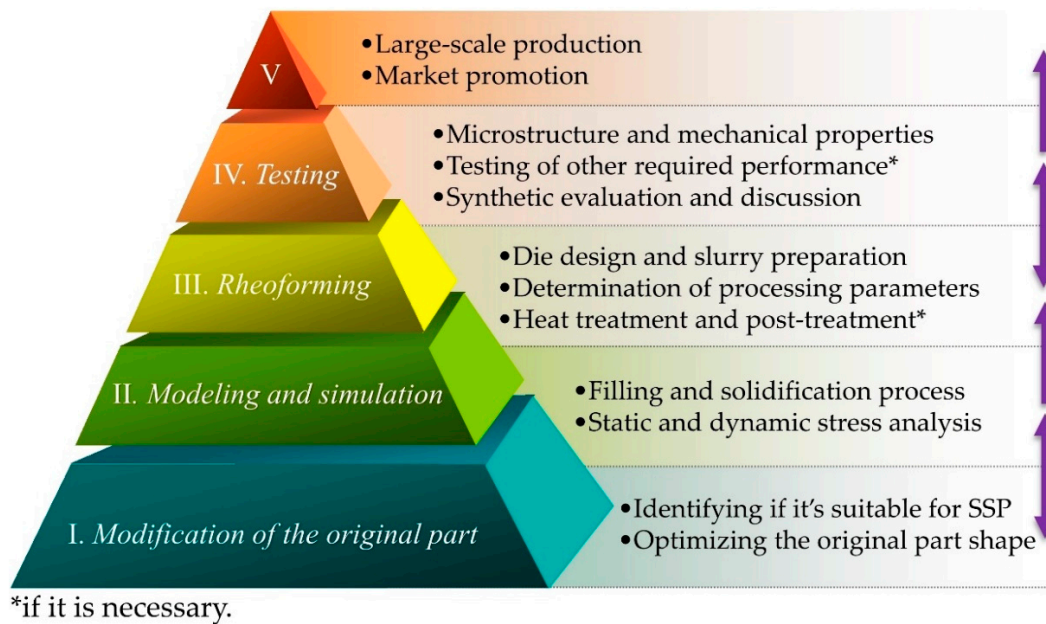 V
•Large-scale production
•Market promotion
IV. Testing
•Microstructure and mechanical properties
•Testing of other required performance*
•Synthetic evaluation and discussion
III. Rheoforming
•Die design and slurry preparation
•Determination of processing parameters
•Heat treatment and post-treatment*
II. Modeling and simulation
•Filling and solidification process
•Static and dynamic stress analysis
I. Modification of the original part
•Identifying if it's suitable for SSP
•Optimizing the original part shape
*if it is necessary.